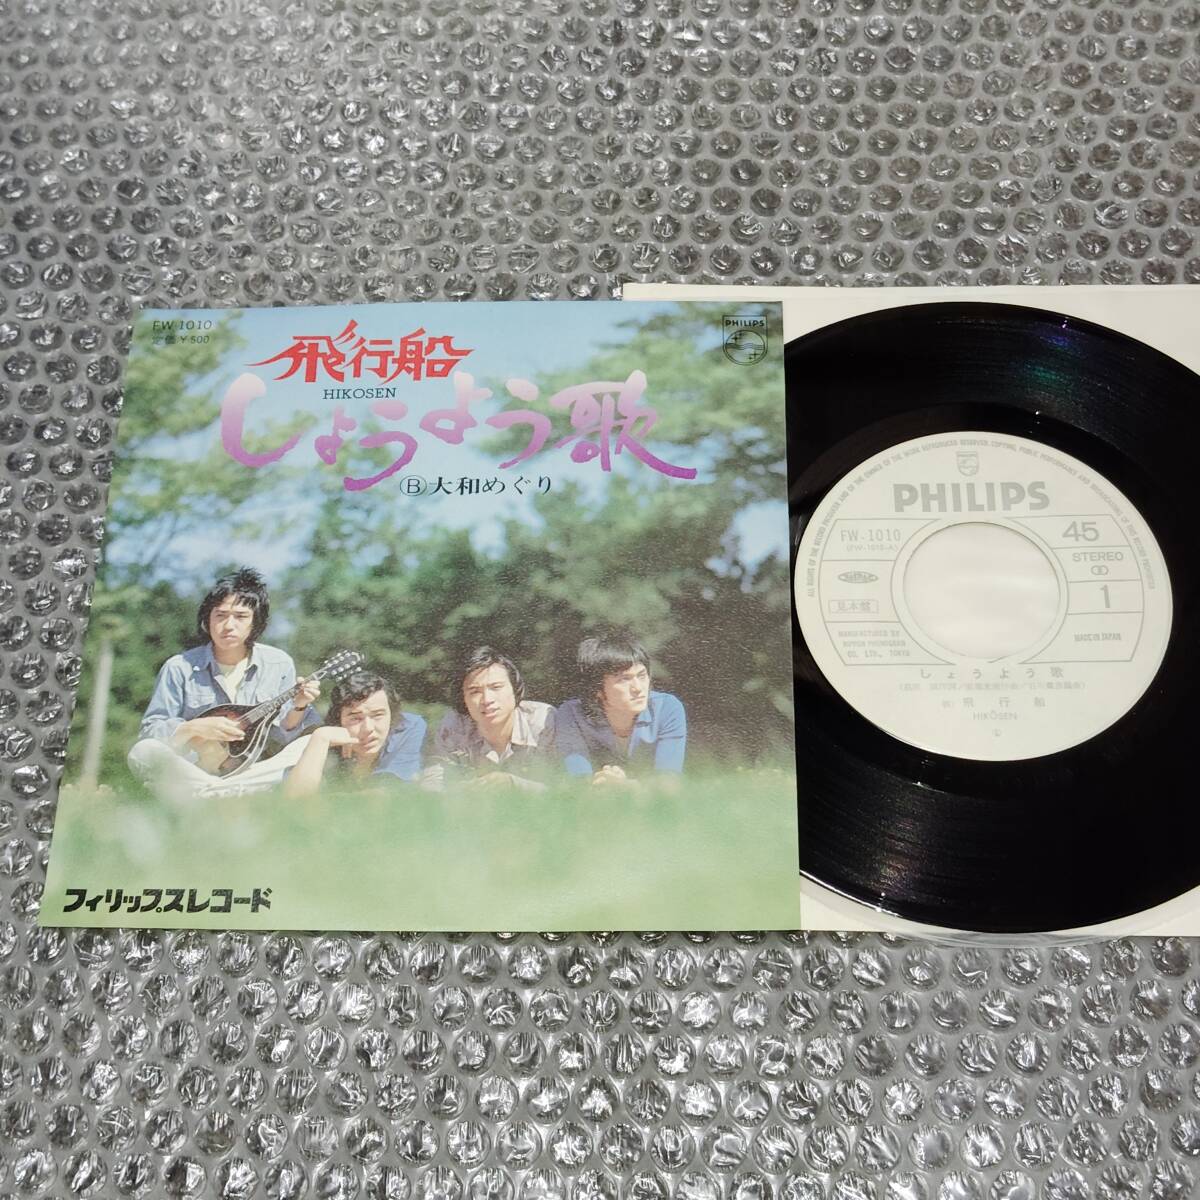 FW-1010
定価 ¥500
飛行船
HIKOSEN
しょうよう歌
Ⓑ大和めぐり
PHILIPS
フィリップスレコード
PHILIPS
FW-1010
(FW-1010-A)
45
STEREO
1
見本盤
MANUFACTURED BY
NIPPON PHONOGRAM
CO. LTD., TOKYO
MADE IN JAPAN
しょうよう歌
飛行船
HIKŌSEN